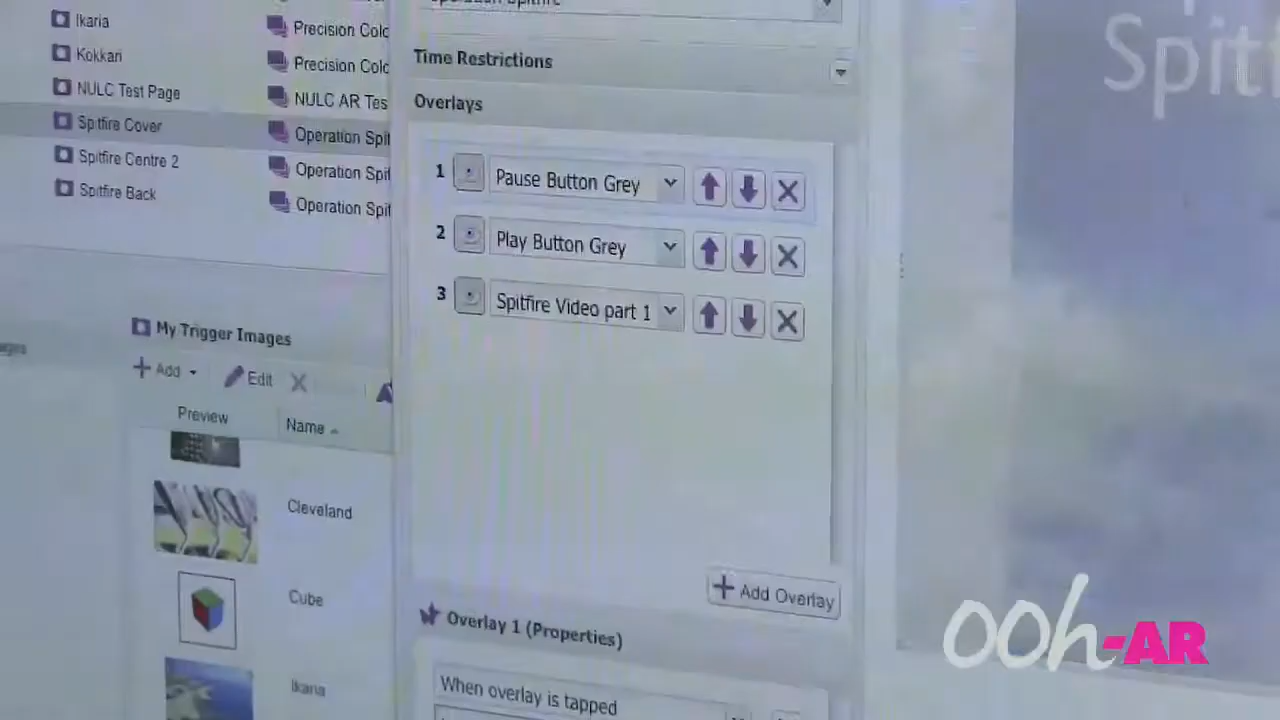 Ikaria
Kokkari
NULC Test Page
Spitfire Cover
Spitfire Centre 2
Spitfire Back
Precision Colo
Precision Colo
NULC AR Tes
Operation Spit
Operation Spit
Operation Spit
My Trigger Images
Add
Edit
Preview
Name
Cleveland
Cube
Ikaria
Time Restrictions
Overlays
1 Pause Button Grey
2 Play Button Grey
3 Spitfire Video part 1
Add Overlay
Overlay 1 (Properties)
When overlay is tapped
Spitf
ooh-AR